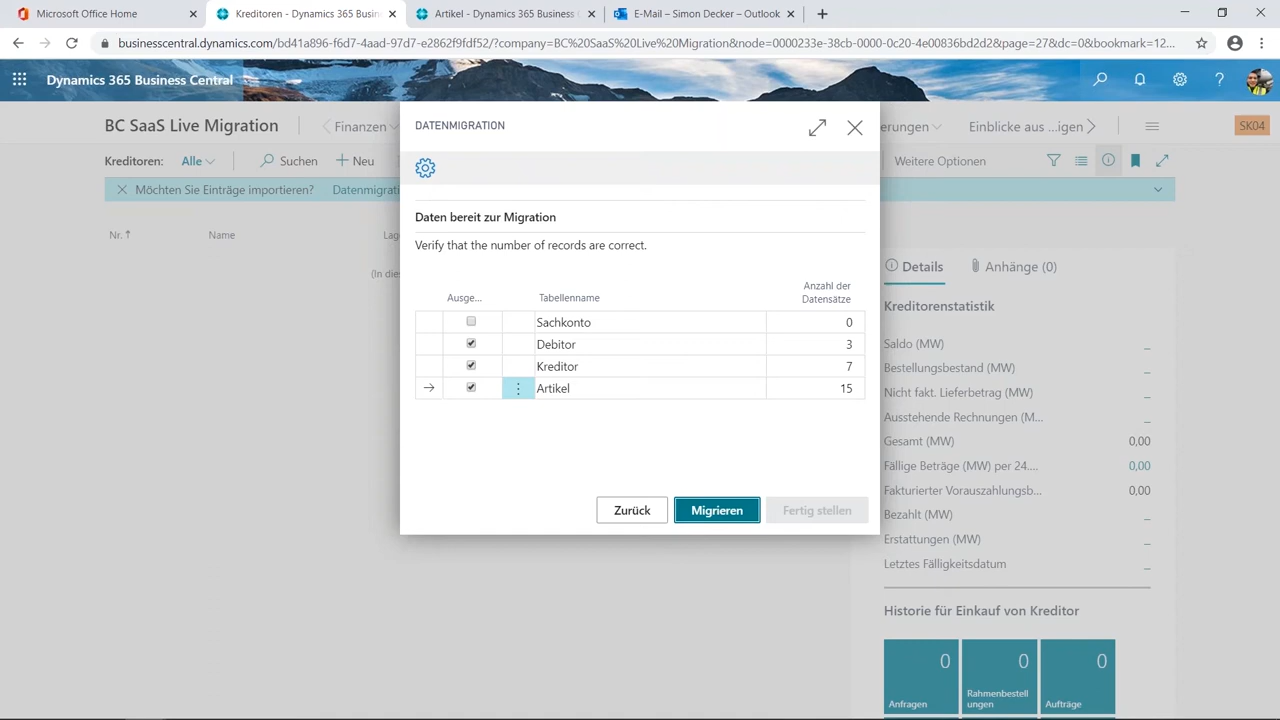 Microsoft Office Home
Kreditoren - Dynamics 365 Busin
Artikel - Dynamics 365 Business C
E-Mail – Simon Decker – Outlook
businesscentral.dynamics.com/bd41a896-f6d7-4aad-97d7-e2862f9fdf52/?company=BC%20SaaS%20Live%20Migration&node=0000233e-38cb-0000-0c20-4e00836bd2d2&page=27&dc=0&bookmark=12...
Dynamics 365 Business Central
BC SaaS Live Migration
Finanzen
erungen
Einblicke aus ...igen
SK04
Kreditoren: Alle
Suchen
Neu
Weitere Optionen
Möchten Sie Einträge importieren? Datenmigrati
Nr. ↑
Name
Lage
(In dies
DATENMIGRATION
Daten bereit zur Migration
Verify that the number of records are correct.
Ausge...
Tabellenname
Anzahl der
Datensätze
Sachkonto 0
Debitor 3
Kreditor 7
Artikel 15
Zurück
Migrieren
Fertig stellen
Details
Anhänge (0)
Kreditorenstatistik
Saldo (MW) _
Bestellungsbestand (MW) _
Nicht fakt. Lieferbetrag (MW) _
Ausstehende Rechnungen (M... _
Gesamt (MW) 0,00
Fällige Beträge (MW) per 24.... 0,00
Fakturierter Vorauszahlungsb... 0,00
Bezahlt (MW) _
Erstattungen (MW) _
Letztes Fälligkeitsdatum _
Historie für Einkauf von Kreditor
0 0 0
Anfragen
Rahmenbestell
ungen
Aufträge